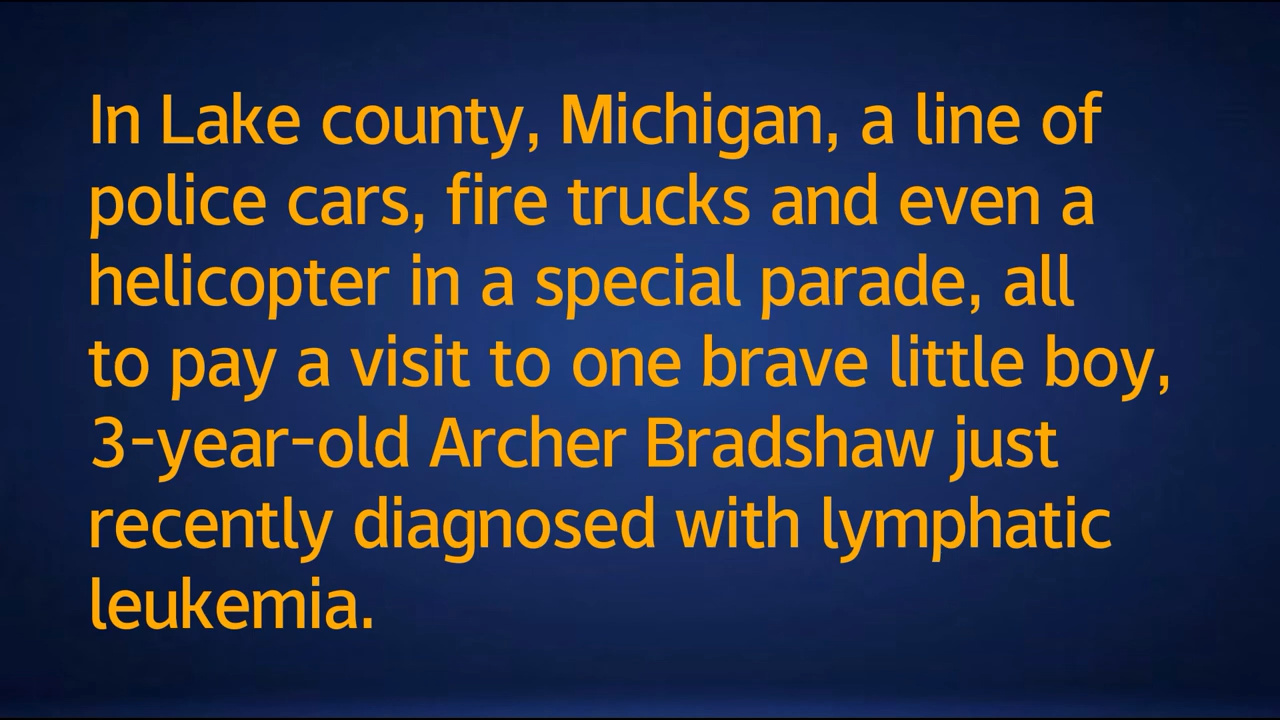 In Lake county, Michigan, a line of
police cars, fire trucks and even a
helicopter in a special parade, all
to pay a visit to one brave little boy,
3-year-old Archer Bradshaw just
recently diagnosed with lymphatic
leukemia.